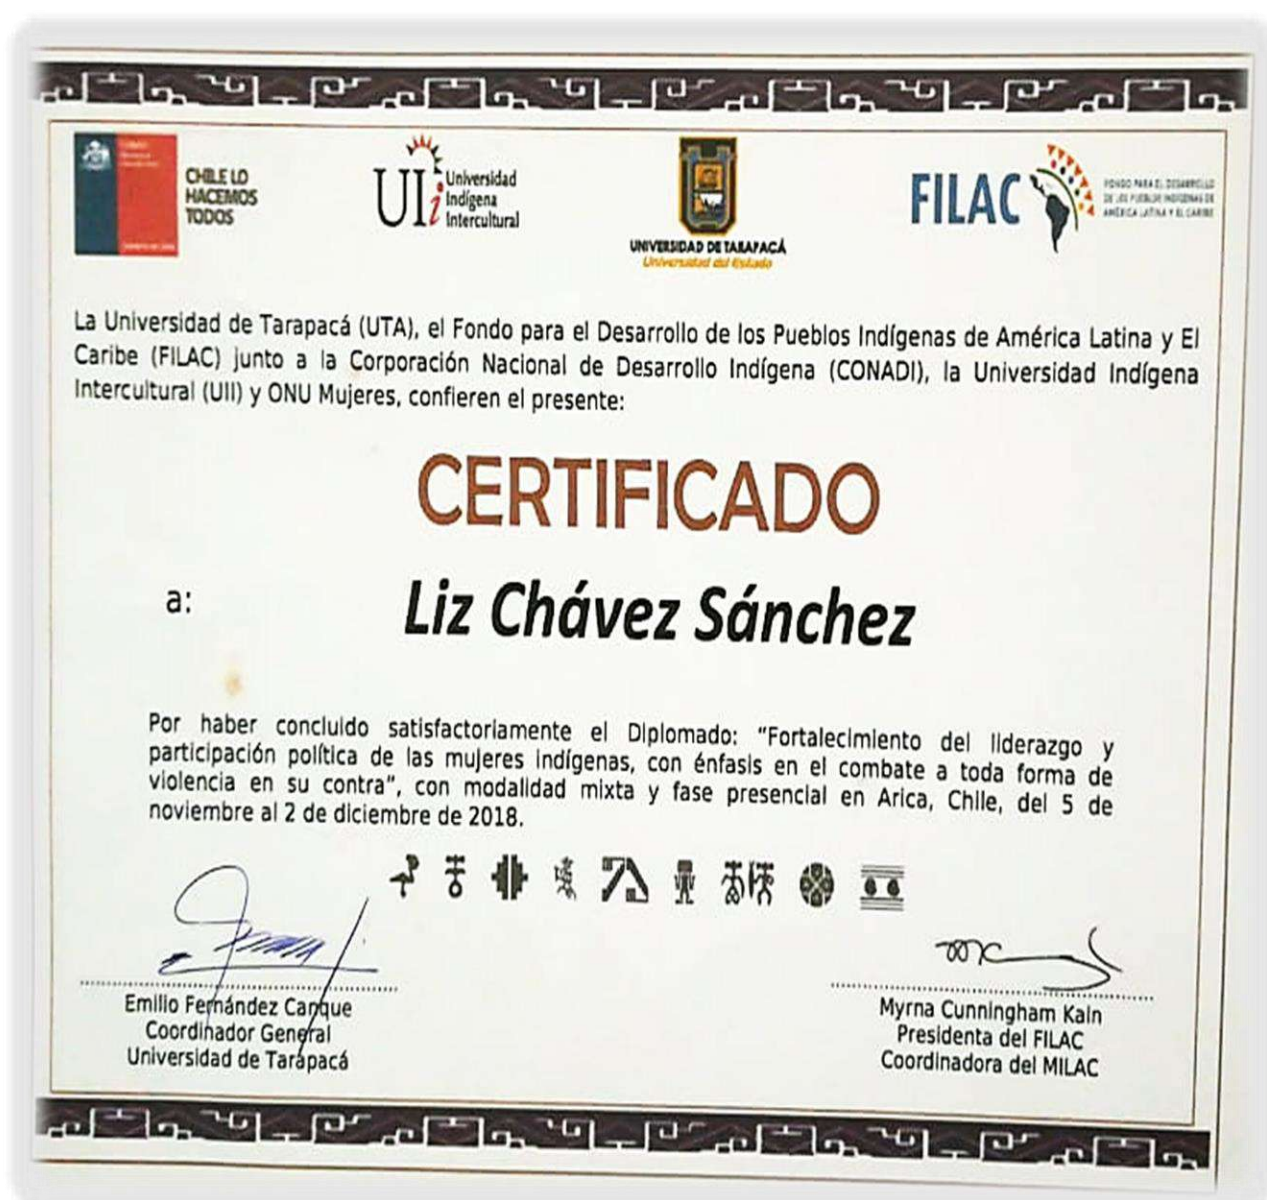 CHILE LO
HACEMOS
TODOS
UIi Universidad
Indígena
Intercultural
UNIVERSIDAD DE TARAPACÁ
Universidad del Estado
FILAC
FONDO PARA EL DESARROLLO
DE LOS PUEBLOS INDÍGENAS DE
AMÉRICA LATINA Y EL CARIBE
La Universidad de Tarapacá (UTA), el Fondo para el Desarrollo de los Pueblos Indígenas de América Latina y El
Caribe (FILAC) junto a la Corporación Nacional de Desarrollo Indígena (CONADI), la Universidad Indígena
Intercultural (UII) y ONU Mujeres, confieren el presente:
CERTIFICADO
a: Liz Chávez Sánchez
Por haber concluido satisfactoriamente el Diplomado: "Fortalecimiento del liderazgo y
participación política de las mujeres indígenas, con énfasis en el combate a toda forma de
violencia en su contra", con modalidad mixta y fase presencial en Arica, Chile, del 5 de
noviembre al 2 de diciembre de 2018.
Emilio Fernández Canque
Coordinador General
Universidad de Tarapacá
Myrna Cunningham Kain
Presidenta del FILAC
Coordinadora del MILAC